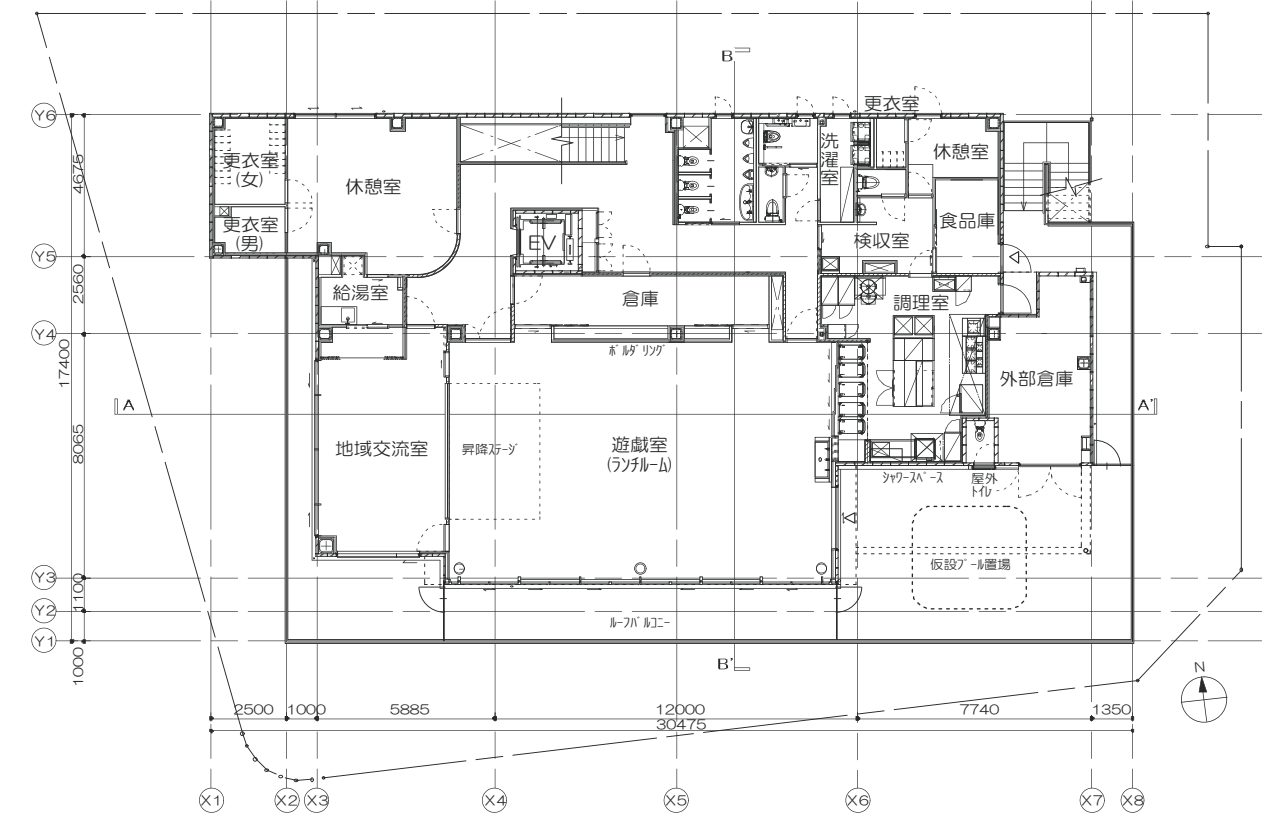 B
Y6
更衣室
更衣室
(女)
休憩室
洗濯室
休憩室
4675
更衣室
(男)
食品庫
EV
検収室
Y5
給湯室
倉庫
調理室
2560
Y4
ボルダリング
17400
外部倉庫
A
A'
地域交流室
昇降ステージ
遊戯室
(ランチルーム)
8065
シャワースペース
屋外
トイレ
仮設プール置場
Y3
1100
Y2
ルーフバルコニー
Y1
1000
B'
N
2500
1000
5885
12000
7740
1350
30475
X1
X2
X3
X4
X5
X6
X7
X8